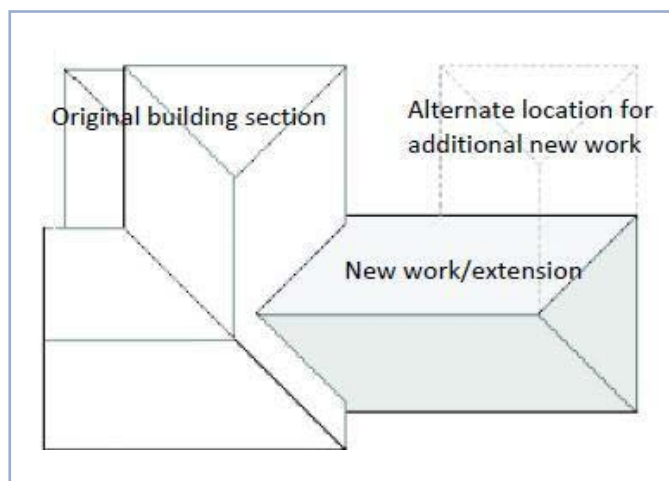 Original building section
Alternate location for
additional new work
New work/extension